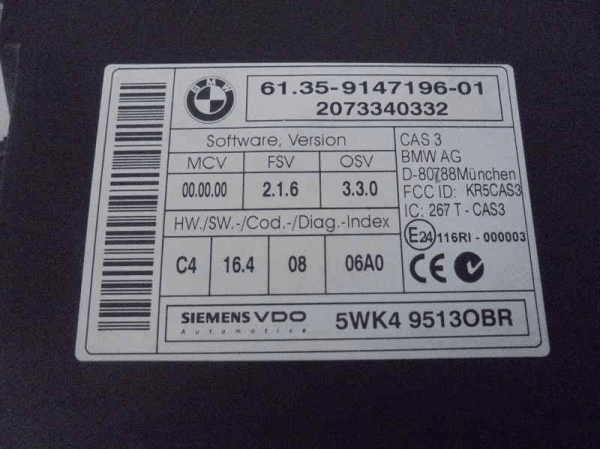 BMW
61.35-9147196-01
2073340332
Software, Version
MCV FSV OSV
00.00.00 2.1.6 3.3.0
HW./SW.-/Cod.-/Diag.-Index
C4 16.4 08 06A0
CAS 3
BMW AG
D-80788München
FCC ID: KR5CAS3
IC: 267 T - CAS3
E24 116RI - 000003
CE
SIEMENS VDO
Automotive
5WK4 9513OBR